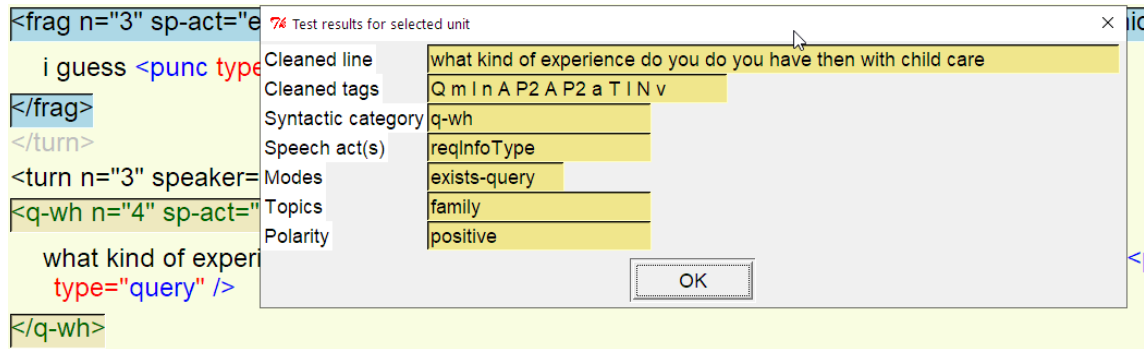 <frag n="3" sp-act="e
7% Test results for selected unit
i guess <punc type
Cleaned line what kind of experience do you do you have then with child care
Cleaned tags Q m I n A P2 A P2 a T I N v
</frag>
Syntactic category q-wh
</turn>
Speech act(s) reqInfoType
<turn n="3" speaker=
Modes exists-query
<q-wh n="4" sp-act="
Topics family
Polarity positive
what kind of experi
<p
type="query" />
OK
</q-wh>